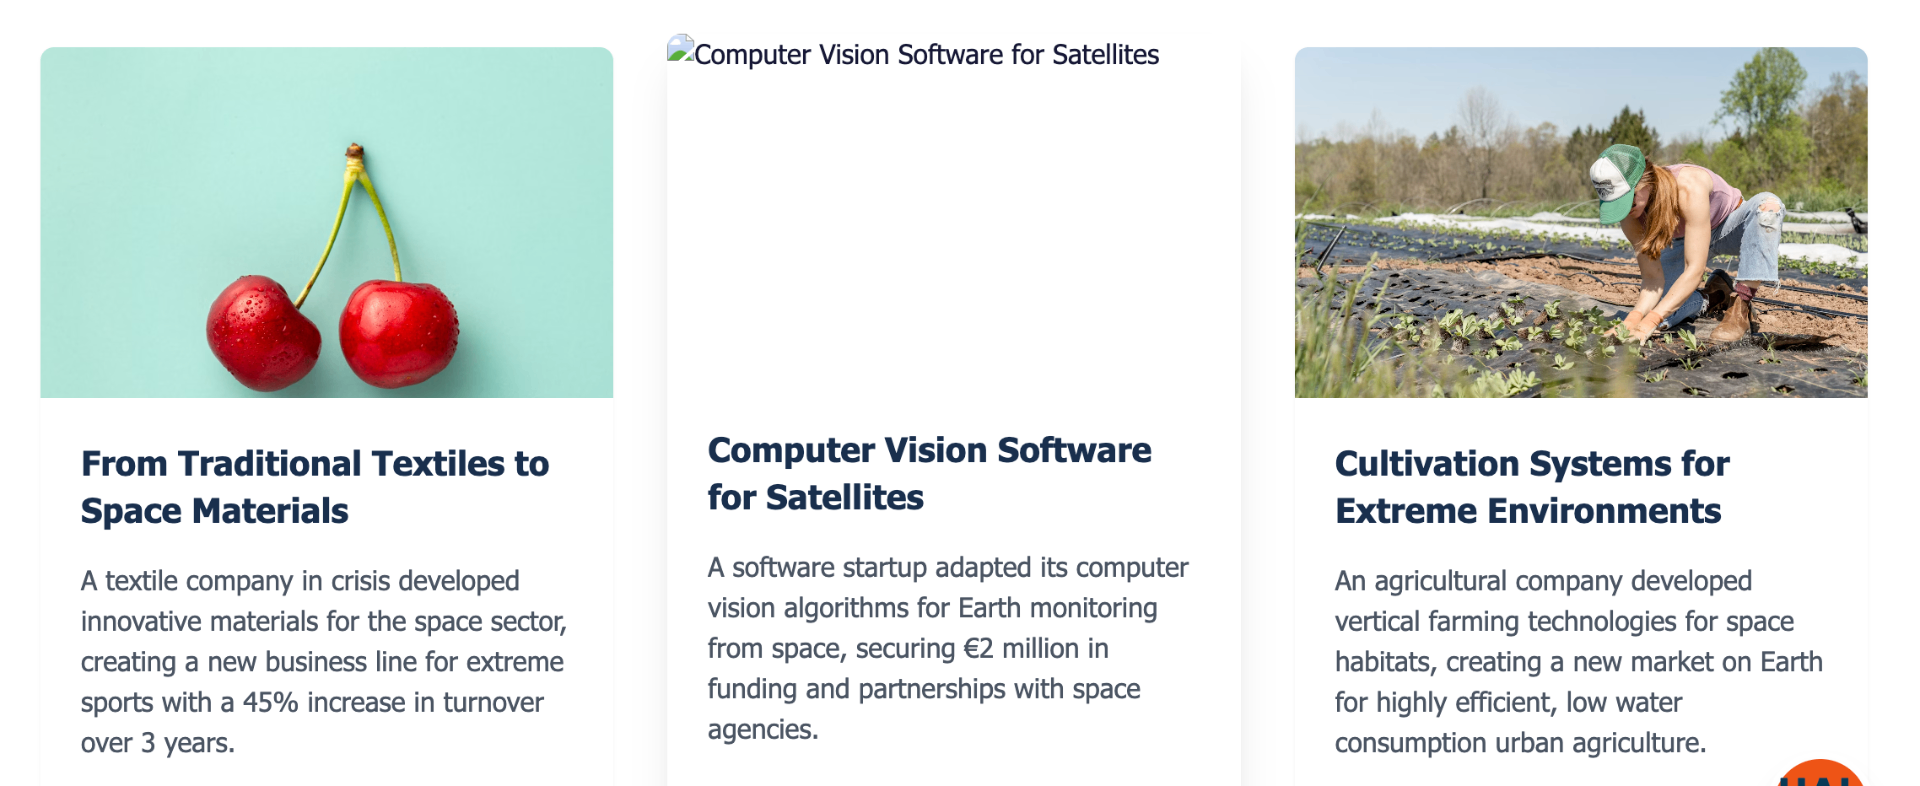 Computer Vision Software for Satellites
From Traditional Textiles to
Space Materials
A textile company in crisis developed
innovative materials for the space sector,
creating a new business line for extreme
sports with a 45% increase in turnover
over 3 years.
Computer Vision Software
for Satellites
A software startup adapted its computer
vision algorithms for Earth monitoring
from space, securing €2 million in
funding and partnerships with space
agencies.
Cultivation Systems for
Extreme Environments
An agricultural company developed
vertical farming technologies for space
habitats, creating a new market on Earth
for highly efficient, low water
consumption urban agriculture.